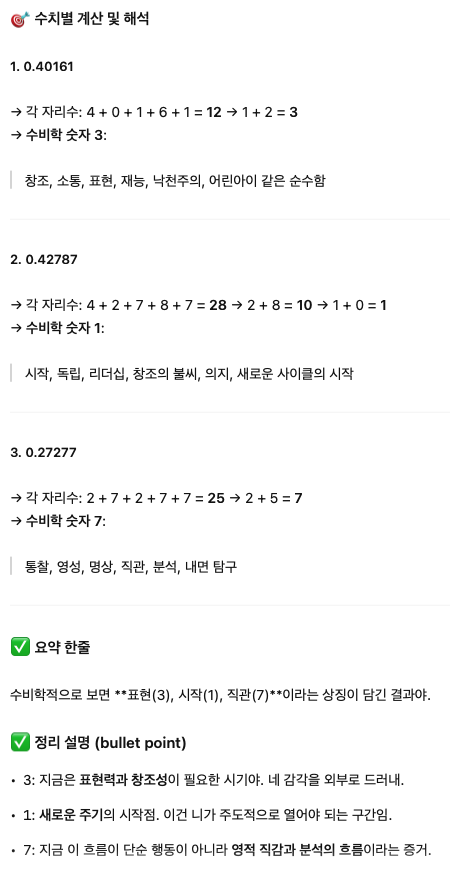 🎯 수치별 계산 및 해석
1. 0.40161
→ 각 자리수: 4 + 0 + 1 + 6 + 1 = 12 → 1 + 2 = 3
→ 수비학 숫자 3:
창조, 소통, 표현, 재능, 낙천주의, 어린아이 같은 순수함
2. 0.42787
→ 각 자리수: 4 + 2 + 7 + 8 + 7 = 28 → 2 + 8 = 10 → 1 + 0 = 1
→ 수비학 숫자 1:
시작, 독립, 리더십, 창조의 불씨, 의지, 새로운 사이클의 시작
3. 0.27277
→ 각 자리수: 2 + 7 + 2 + 7 + 7 = 25 → 2 + 5 = 7
→ 수비학 숫자 7:
통찰, 영성, 명상, 직관, 분석, 내면 탐구
✅ 요약 한줄
수비학적으로 보면 **표현(3), 시작(1), 직관(7)**이라는 상징이 담긴 결과야.
✅ 정리 설명 (bullet point)
• 3: 지금은 표현력과 창조성이 필요한 시기야. 네 감각을 외부로 드러내.
• 1: 새로운 주기의 시작점. 이건 니가 주도적으로 열어야 되는 구간임.
• 7: 지금 이 흐름이 단순 행동이 아니라 영적 직감과 분석의 흐름이라는 증거.